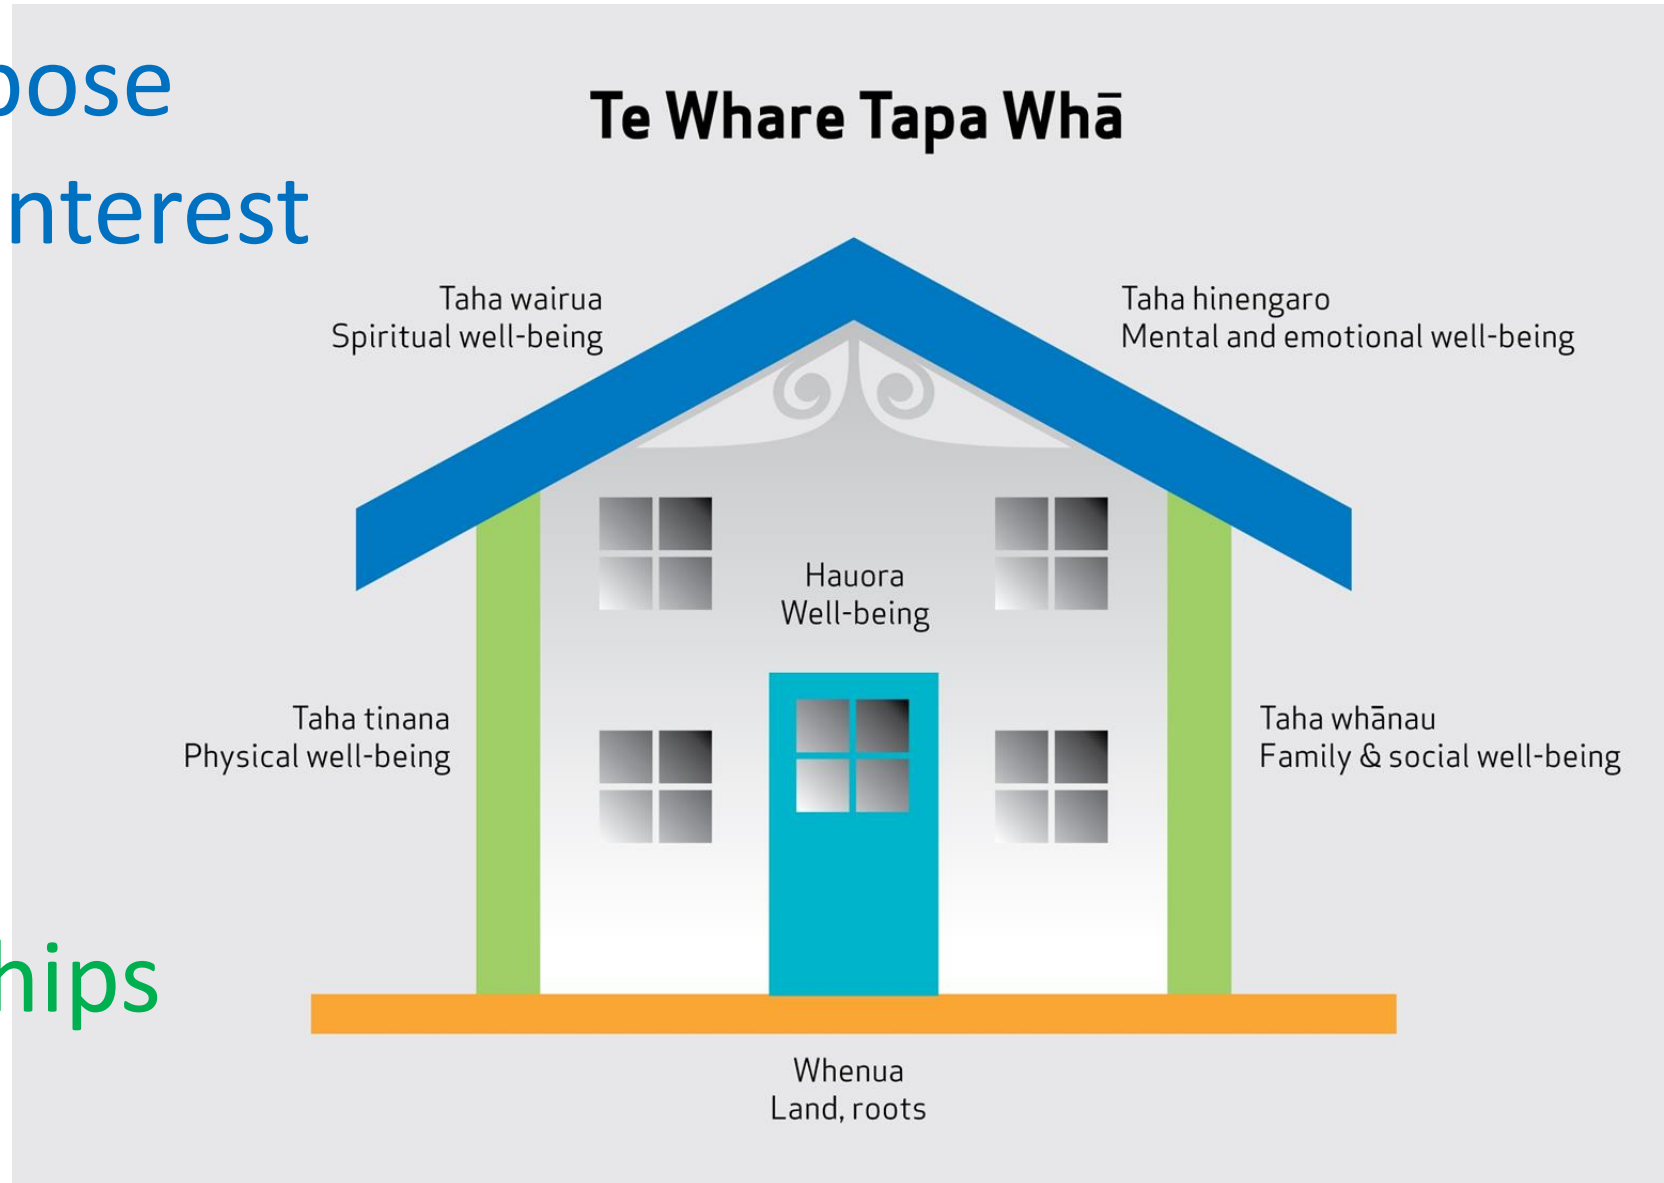 pose
Te Whare Tapa Whā
nterest
Taha wairua
Spiritual well-being
Taha hinengaro
Mental and emotional well-being
Hauora
Well-being
Taha tinana
Physical well-being
Taha whānau
Family & social well-being
hips
Whenua
Land, roots